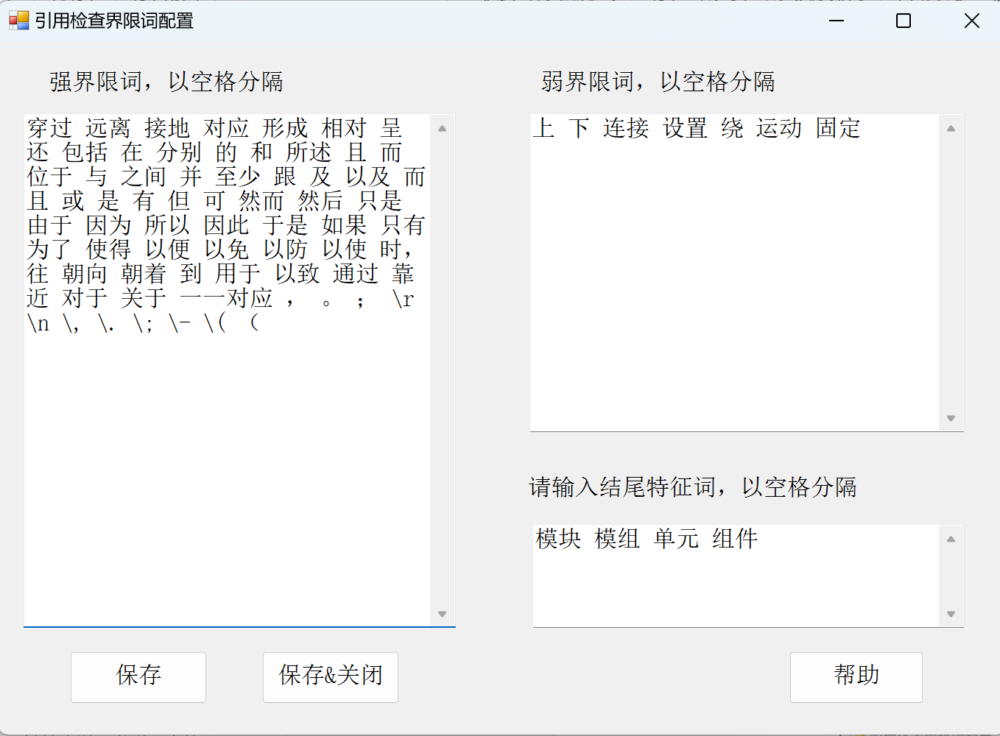 引用检查界限词配置
强界限词，以空格分隔
穿过 远离 接地 对应 形成 相对 呈
还 包括 在 分别 的 和 所述 且 而
位于 与 之间 并 至少 跟 及 以及 而
且 或 是 有 但 可 然而 然后 只是
由于 因为 所以 因此 于是 如果 只有
为了 使得 以便 以免 以防 以使 时，
往 朝向 朝着 到 用于 以致 通过 靠
近 对于 关于 一一对应 ， 。 ； \r
\n \, \. \; \- \( （
弱界限词，以空格分隔
上 下 连接 设置 绕 运动 固定
请输入结尾特征词，以空格分隔
模块 模组 单元 组件
保存
保存&关闭
帮助